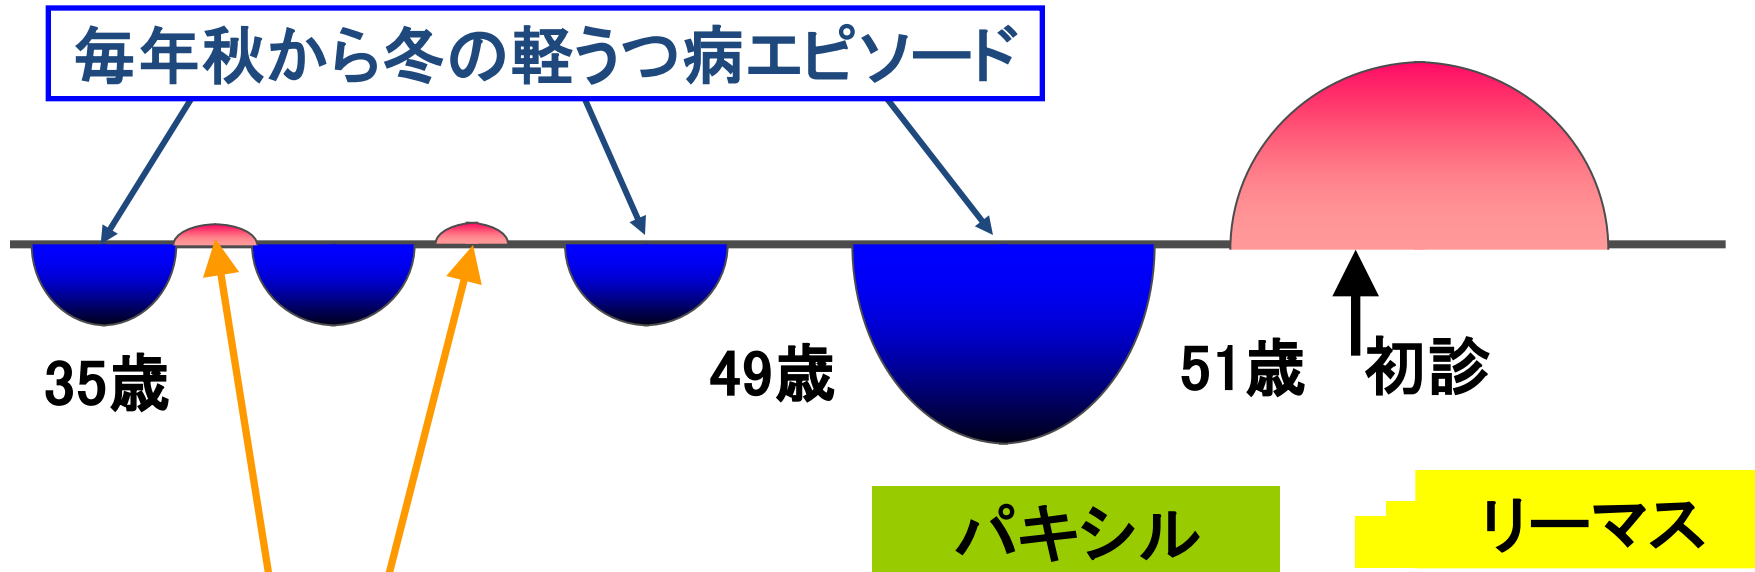 毎年秋から冬の軽うつ病エピソード
35歳
49歳
51歳
初診
パキシル
リーマス